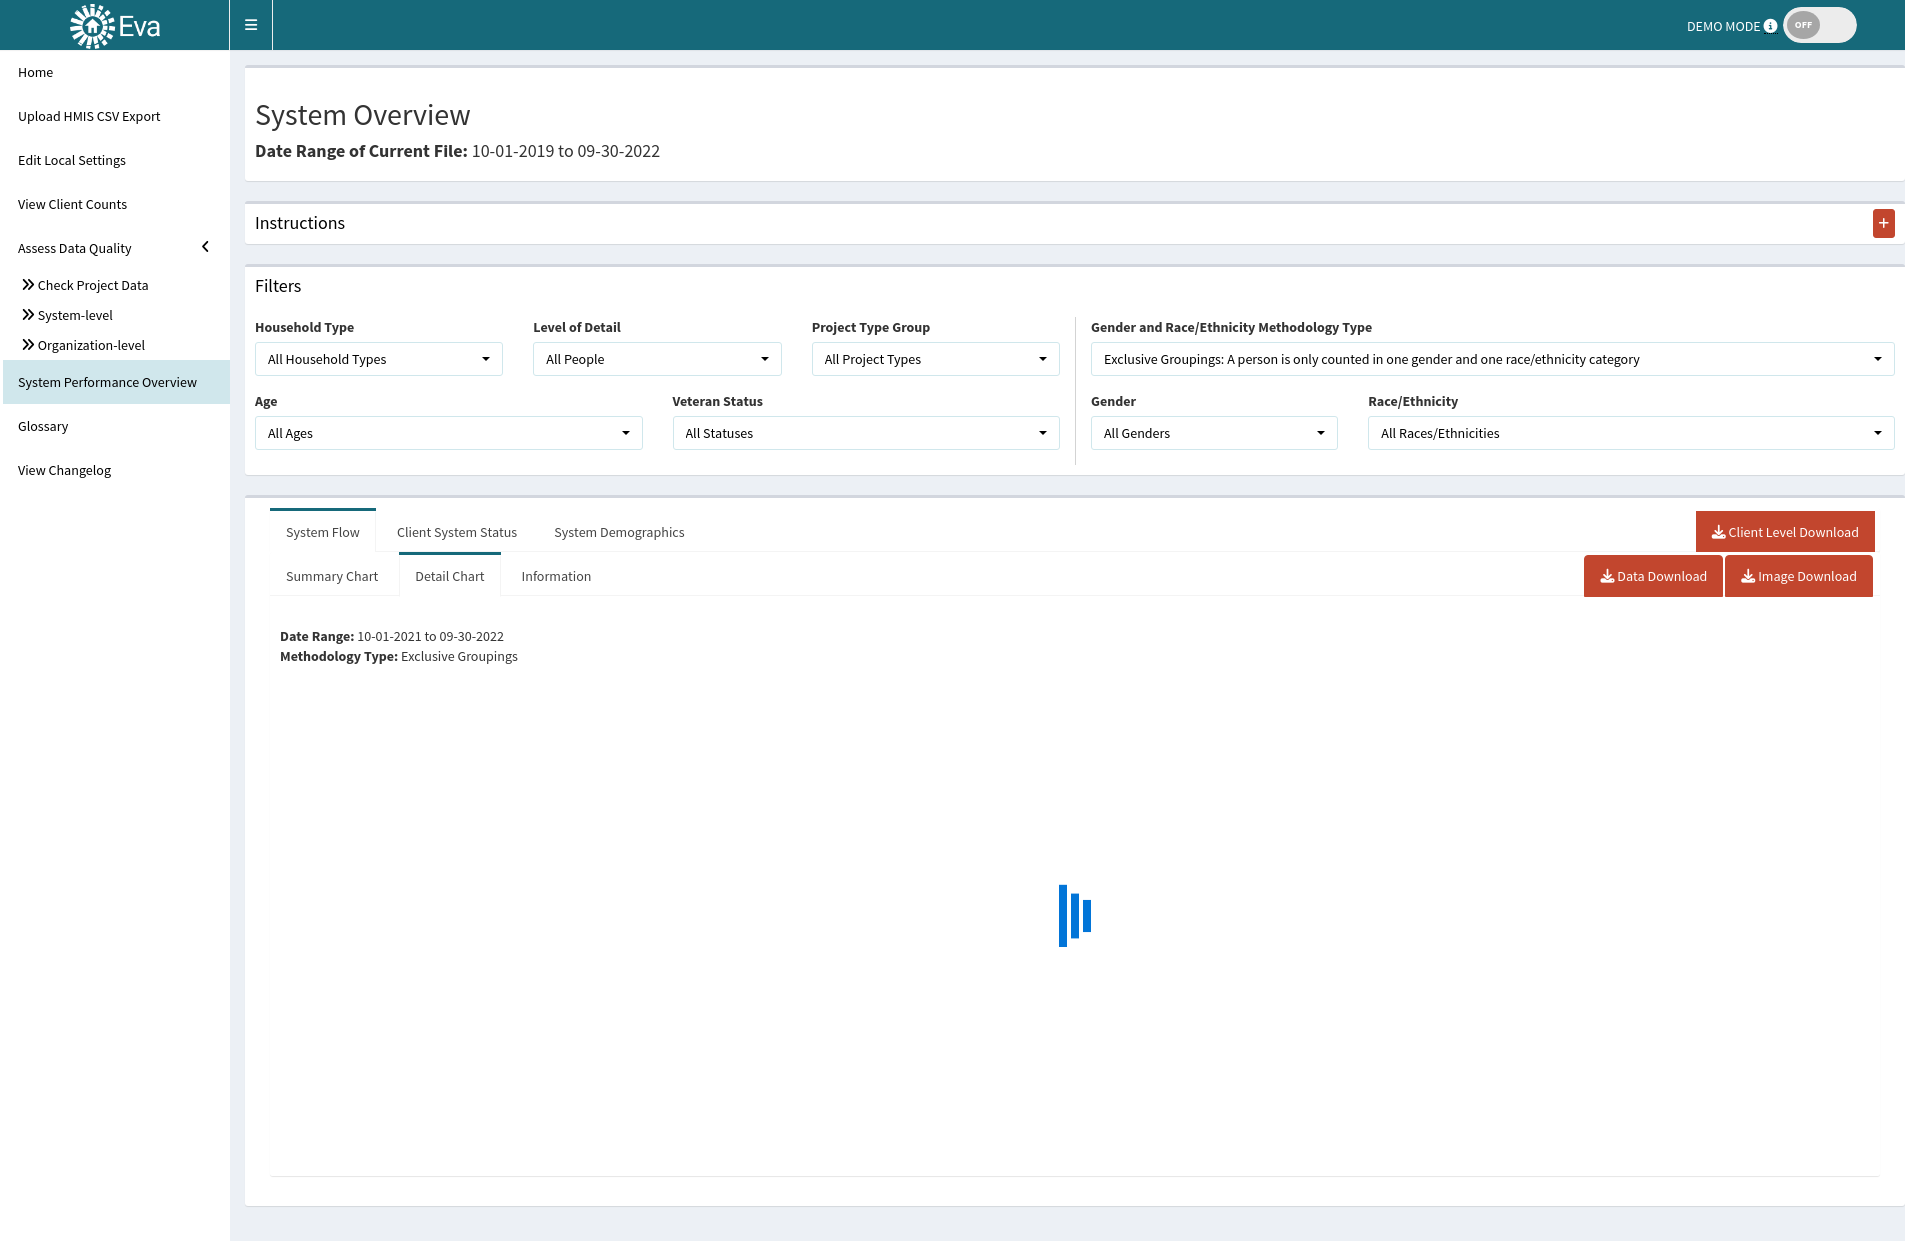 Eva
DEMO MODE
OFF
Home
Upload HMIS CSV Export
Edit Local Settings
View Client Counts
Assess Data Quality
Check Project Data
System-level
Organization-level
System Performance Overview
Glossary
View Changelog
System Overview
Date Range of Current File: 10-01-2019 to 09-30-2022
Instructions
Filters
Household Type Level of Detail Project Type Group Gender and Race/Ethnicity Methodology Type
All Household Types All People All Project Types Exclusive Groupings: A person is only counted in one gender and one race/ethnicity category
Age Veteran Status Gender Race/Ethnicity
All Ages All Statuses All Genders All Races/Ethnicities
System Flow Client System Status System Demographics Client Level Download
Summary Chart Detail Chart Information Data Download Image Download
Date Range: 10-01-2021 to 09-30-2022
Methodology Type: Exclusive Groupings